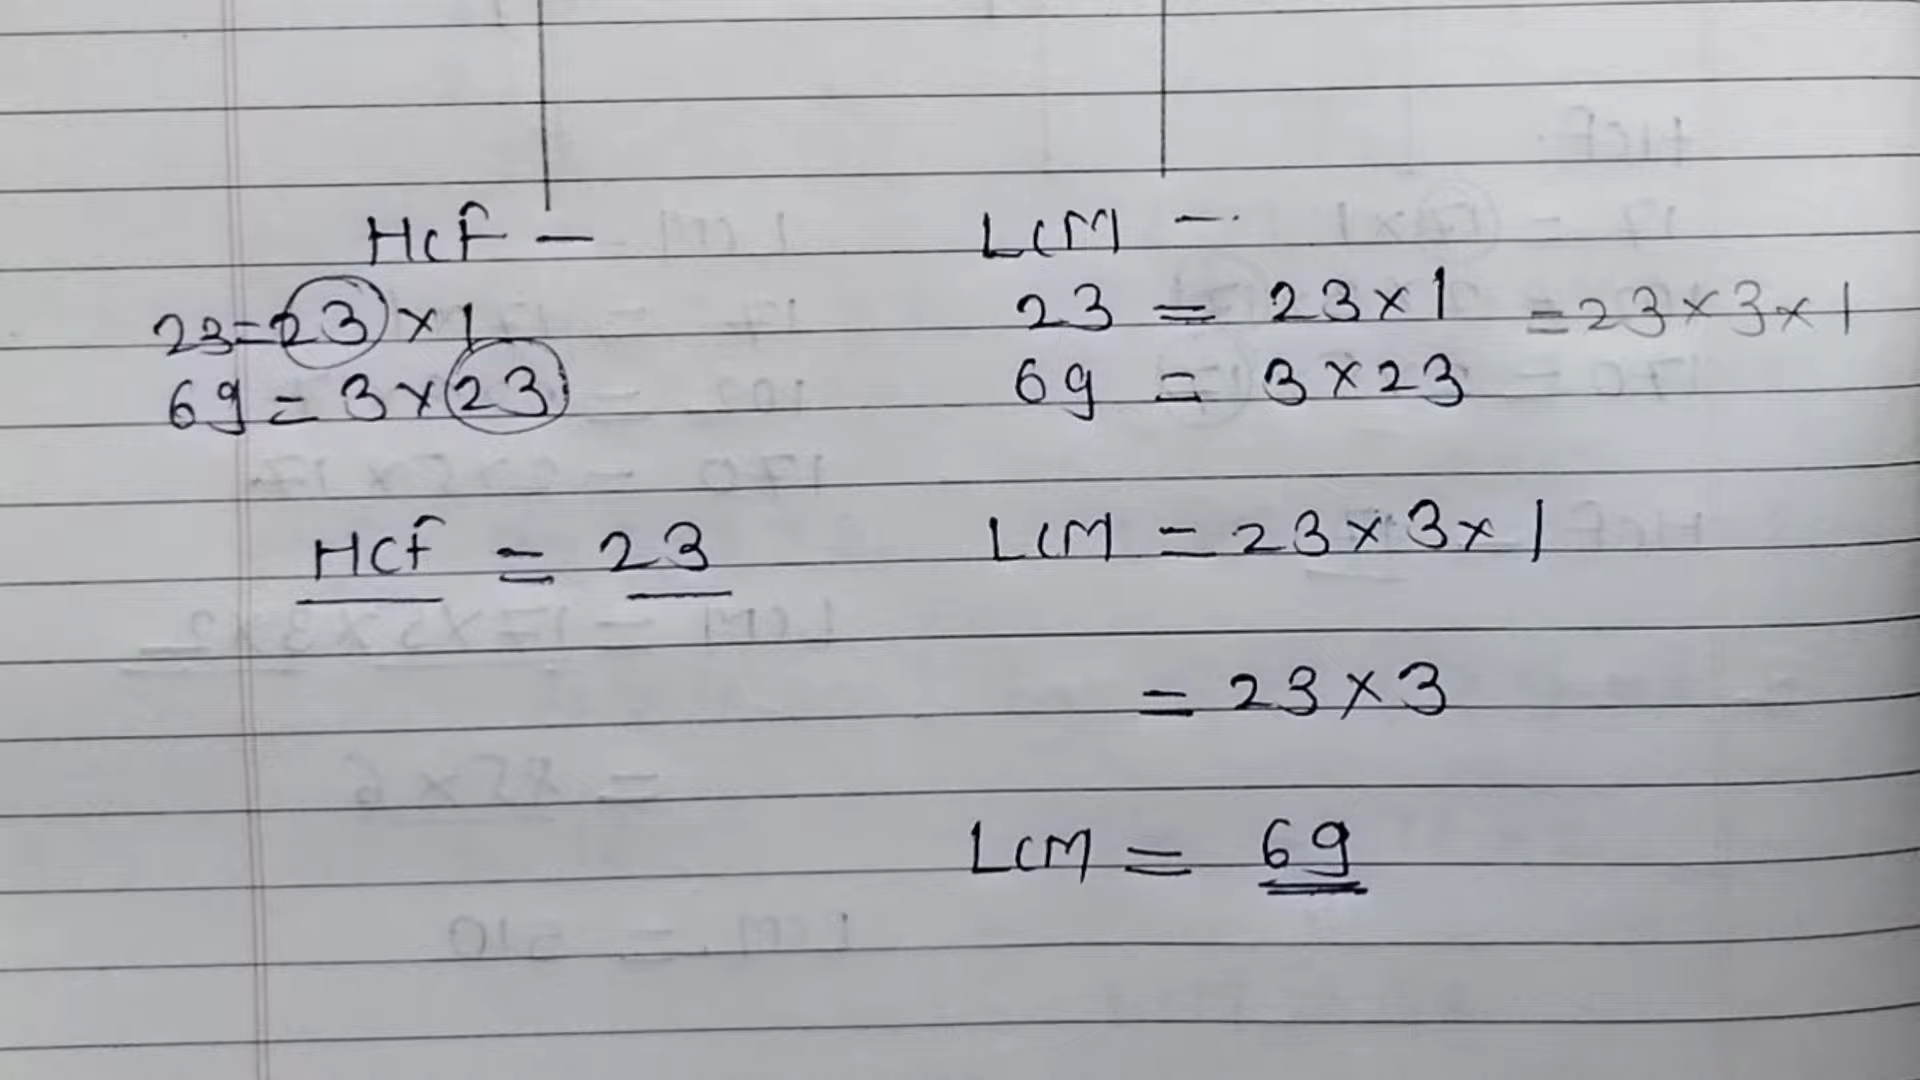 HCF —
23 = 23 × 1
69 = 3 × 23
HCF = 23
LCM —
23 = 23 × 1 = 23 × 3 × 1
69 = 3 × 23
LCM = 23 × 3 × 1
= 23 × 3
LCM = 69